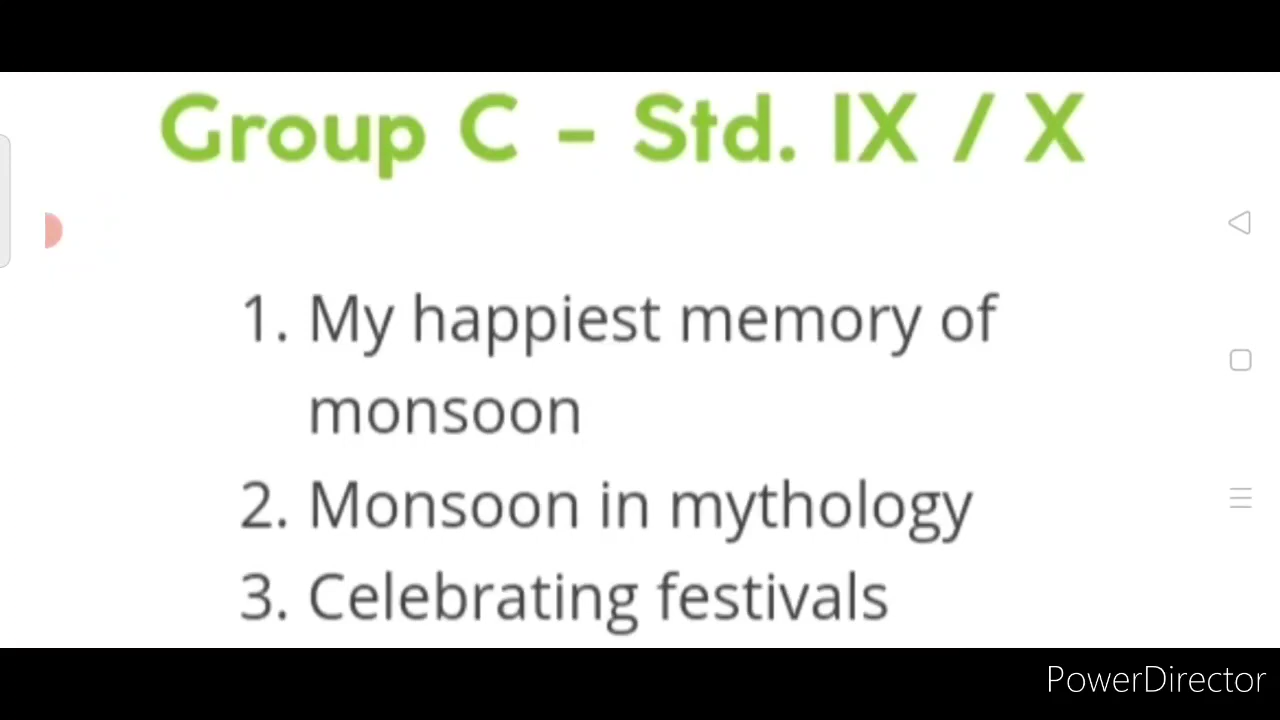 Group C - Std. IX / X
1. My happiest memory of
monsoon
2. Monsoon in mythology
3. Celebrating festivals
PowerDirector